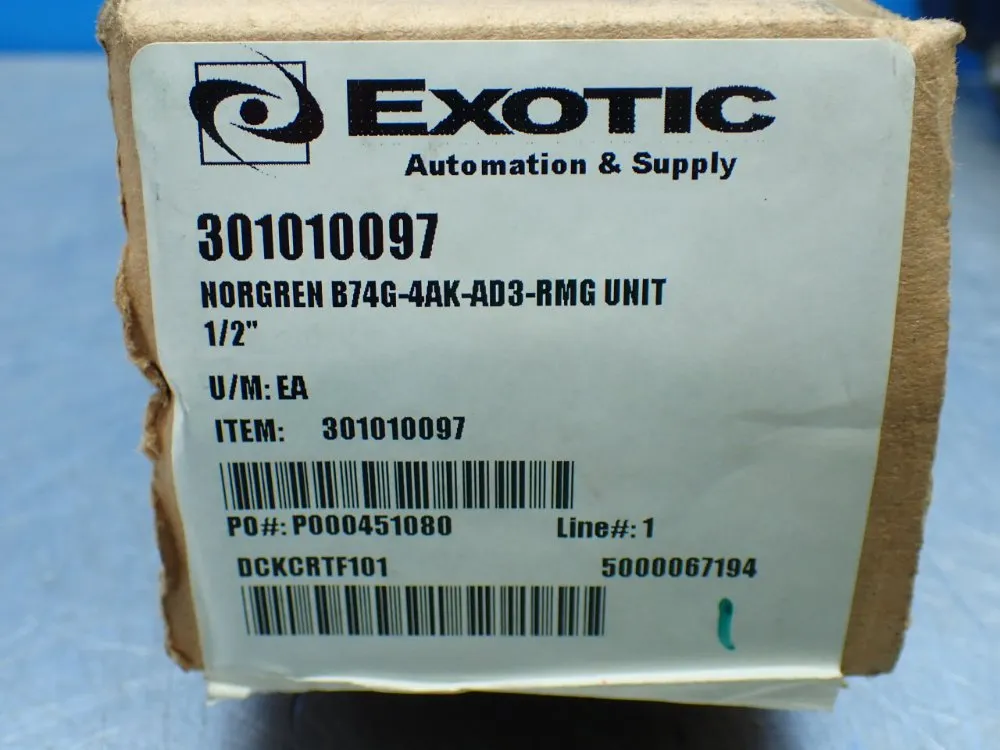 EXOTIC
Automation & Supply
301010097
NORGREN B74G-4AK-AD3-RMG UNIT
1/2"
U/M: EA
ITEM: 301010097
PO#: P000451080 Line#: 1
DCKCRTF101 5000067194